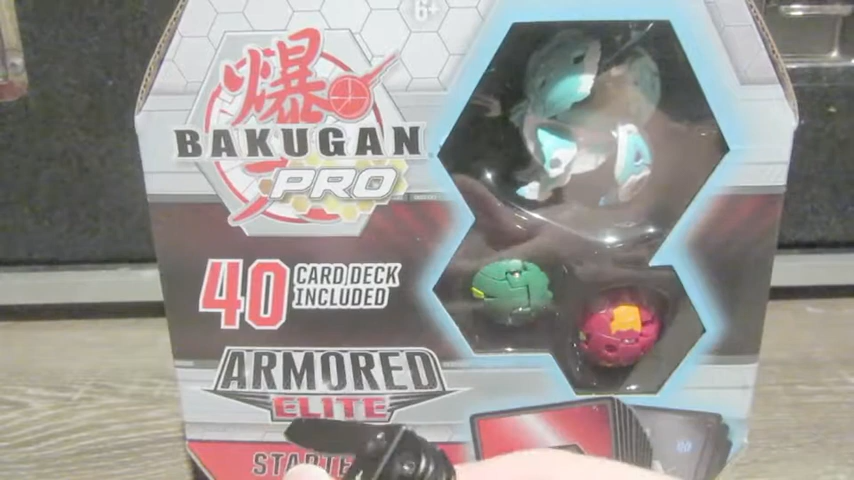 6+
爆
BAKUGAN
PRO
40 CARD DECK
INCLUDED
ARMORED
ELITE